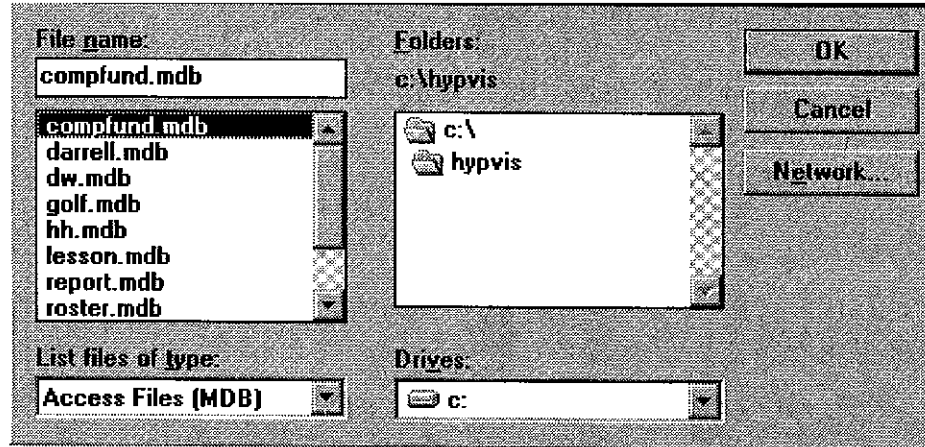 File name:
compfund.mdb
compfund.mdb
darrell.mdb
dw.mdb
golf.mdb
hh.mdb
lesson.mdb
report.mdb
roster.mdb
List files of type:
Access Files (MDB)
Folders:
c:\hypvis
c:\
hypvis
Drives:
c:
OK
Cancel
Network...